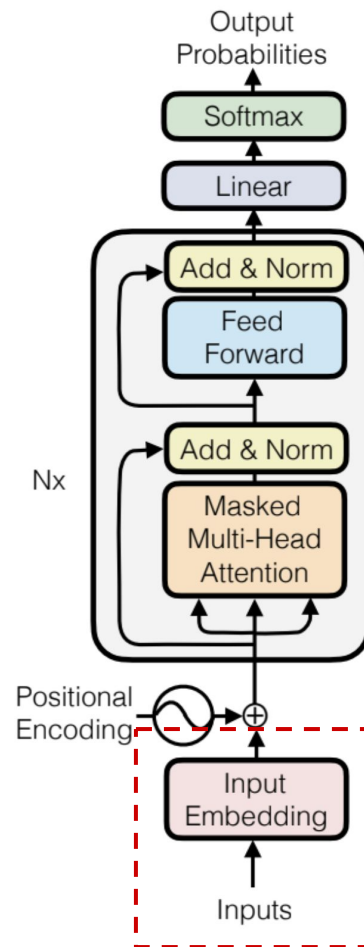 Output
Probabilities
Softmax
Linear
Add & Norm
Feed
Forward
Add & Norm
Nx
Masked
Multi-Head
Attention
Positional
Encoding
Input
Embedding
Inputs